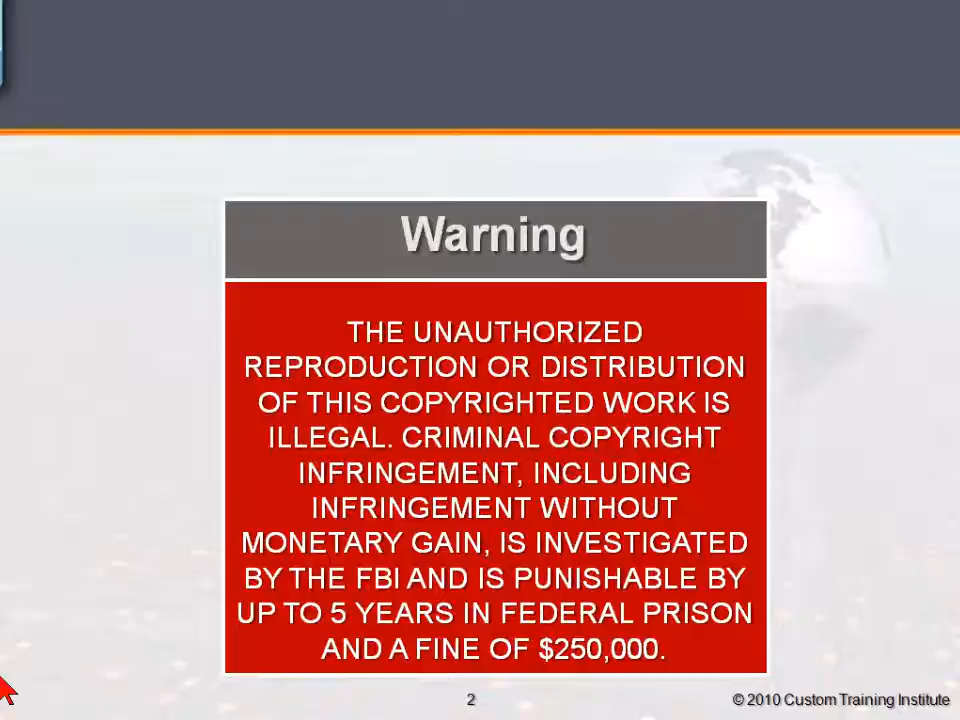 Warning
THE UNAUTHORIZED
REPRODUCTION OR DISTRIBUTION
OF THIS COPYRIGHTED WORK IS
ILLEGAL. CRIMINAL COPYRIGHT
INFRINGEMENT, INCLUDING
INFRINGEMENT WITHOUT
MONETARY GAIN, IS INVESTIGATED
BY THE FBI AND IS PUNISHABLE BY
UP TO 5 YEARS IN FEDERAL PRISON
AND A FINE OF $250,000.
2
© 2010 Custom Training Institute